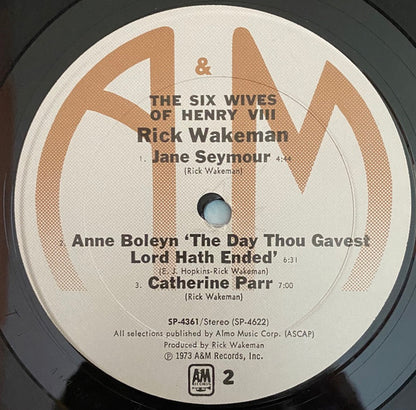 A & M
THE SIX WIVES
OF HENRY VIII
Rick Wakeman
1. Jane Seymour 4:44
(Rick Wakeman)
2. Anne Boleyn ‘The Day Thou Gavest
Lord Hath Ended’ 6:31
(E. J. Hopkins-Rick Wakeman)
3. Catherine Parr 7:00
(Rick Wakeman)
SP-4361/Stereo (SP-4622)
All selections published by Almo Music Corp. (ASCAP)
Produced by Rick Wakeman
℗ 1973 A&M Records, Inc.
A&M RECORDS 2